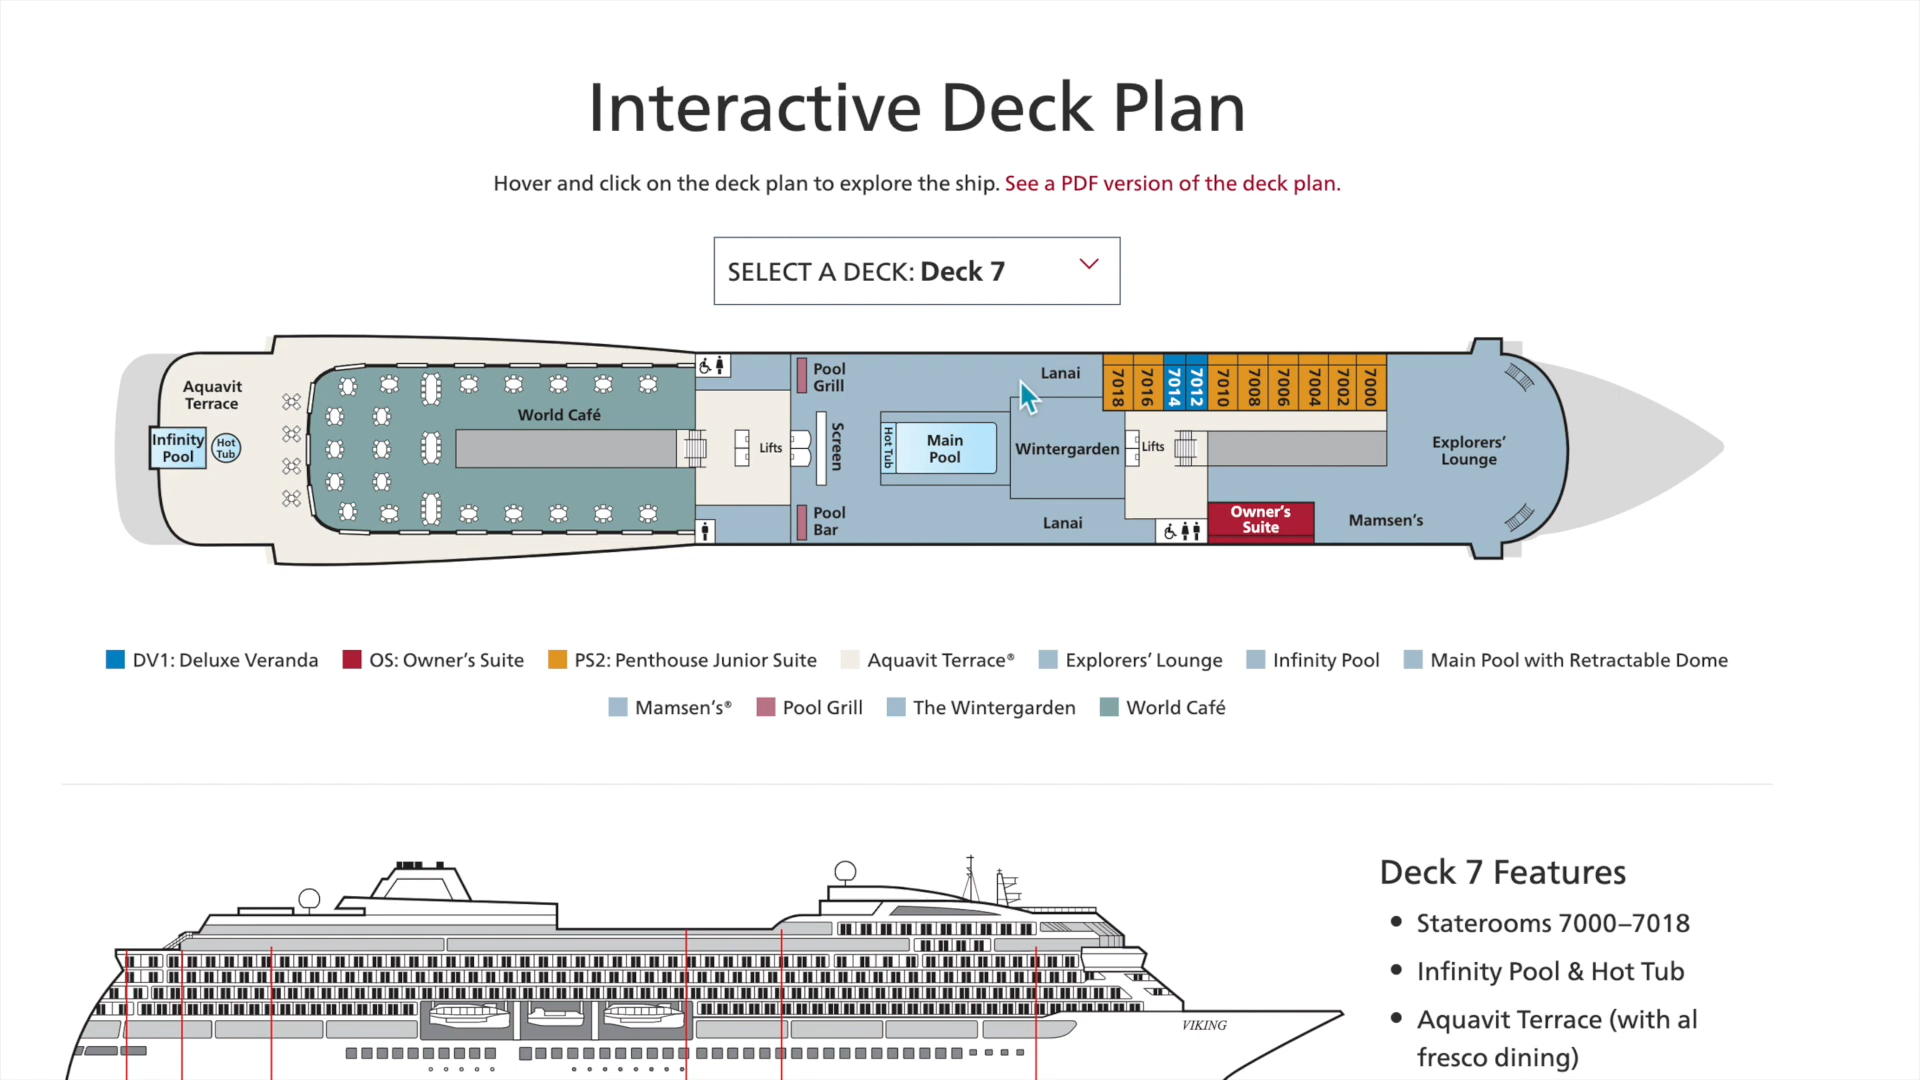 Interactive Deck Plan
Hover and click on the deck plan to explore the ship. See a PDF version of the deck plan.
SELECT A DECK: Deck 7
Aquavit
Terrace
Infinity
Pool
Hot
Tub
World Café
Lifts
Pool
Grill
Screen
Pool
Bar
Hot Tub
Main
Pool
Lanai
Wintergarden
Lanai
7018
7016
7014
7012
7010
7008
7006
7004
7002
7000
Lifts
Owner's
Suite
Mamsen's
Explorers'
Lounge
DV1: Deluxe Veranda
OS: Owner's Suite
PS2: Penthouse Junior Suite
Aquavit Terrace®
Explorers' Lounge
Infinity Pool
Main Pool with Retractable Dome
Mamsen's®
Pool Grill
The Wintergarden
World Café
VIKING
Deck 7 Features
• Staterooms 7000–7018
• Infinity Pool & Hot Tub
• Aquavit Terrace (with al
fresco dining)